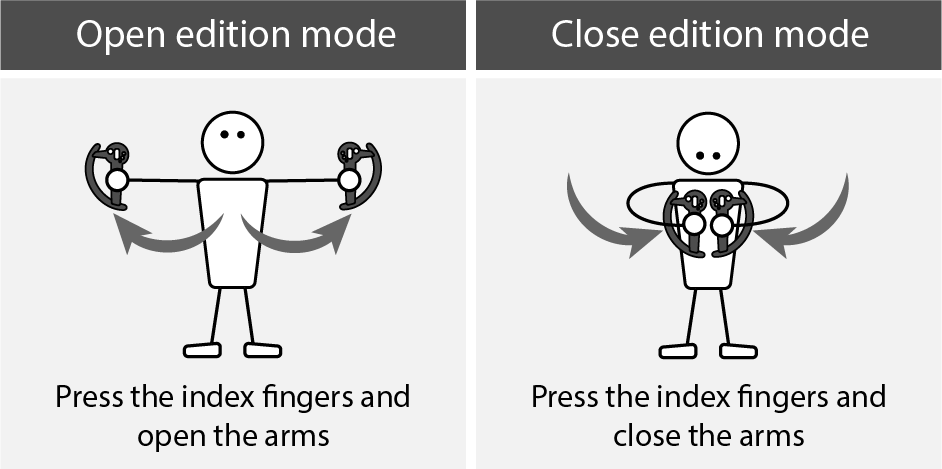 Open edition mode
Close edition mode
Press the index fingers and
open the arms
Press the index fingers and
close the arms